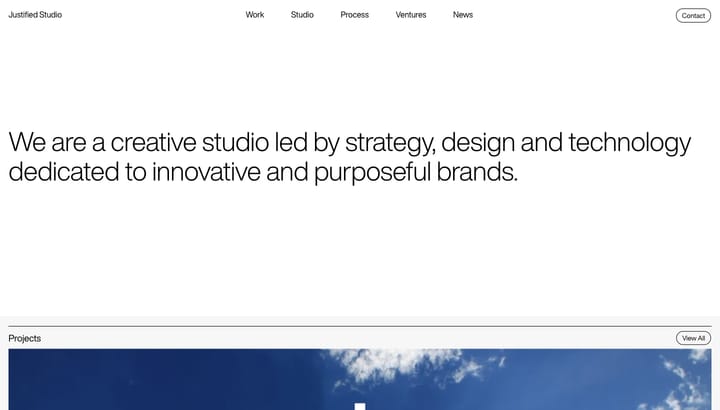 Justified Studio
Work
Studio
Process
Ventures
News
Contact
We are a creative studio led by strategy, design and technology
dedicated to innovative and purposeful brands.
Projects
View All